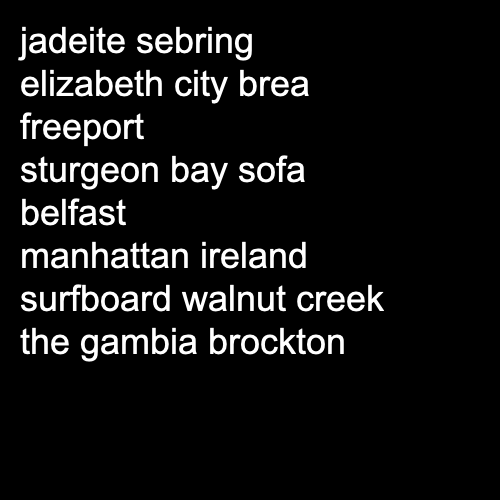 jadeite sebring
elizabeth city brea
freeport
sturgeon bay sofa
belfast
manhattan ireland
surfboard walnut creek
the gambia brockton